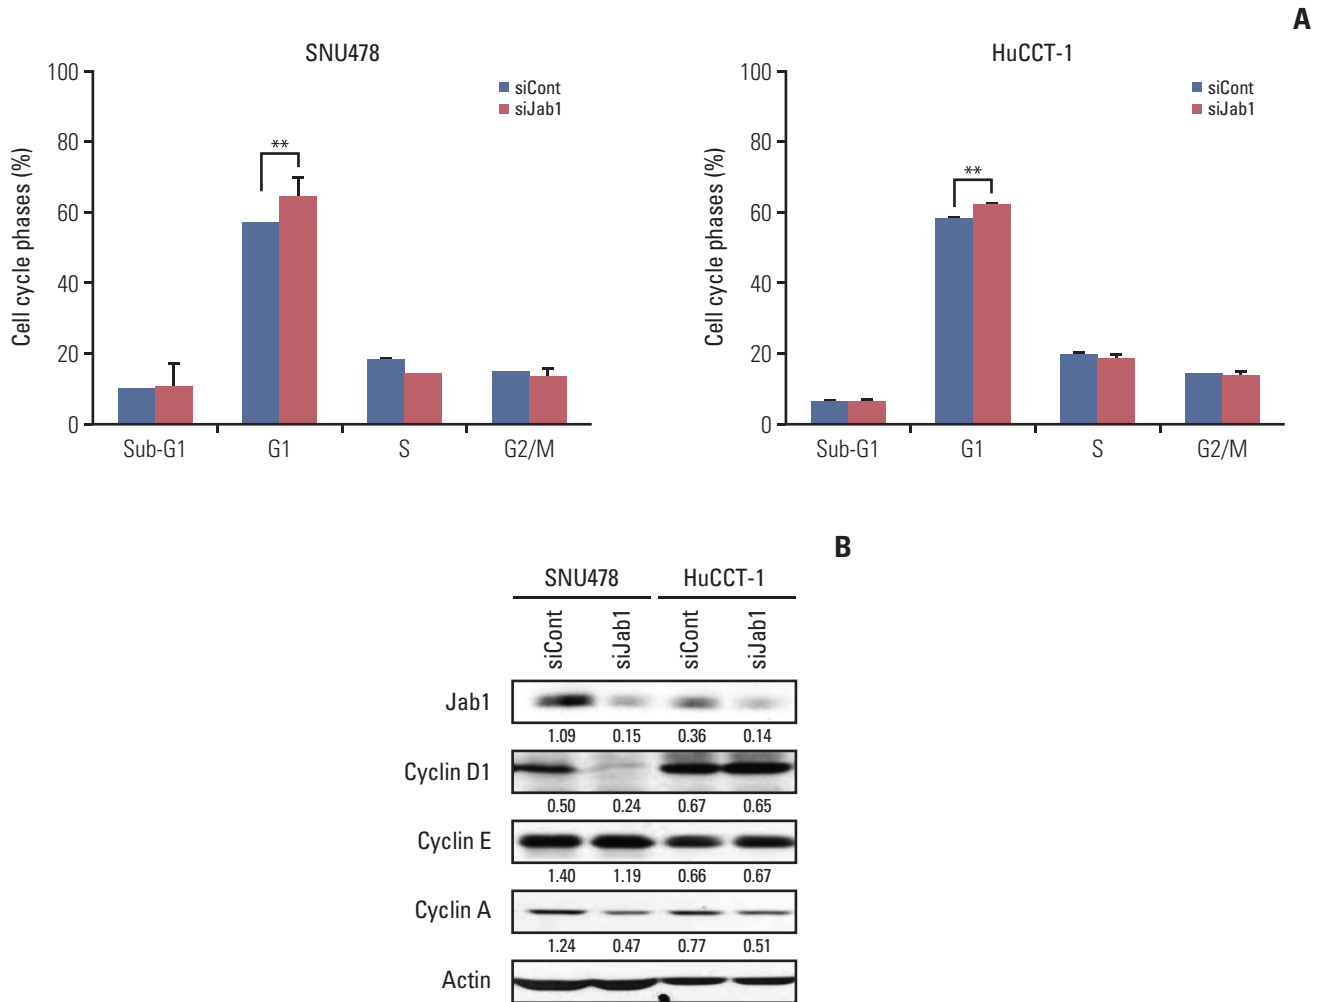 A
SNU478
100
80
60
40
20
0
Cell cycle phases (%)
siCont
siJab1
**
Sub-G1 G1 S G2/M
HuCCT-1
100
80
60
40
20
0
Cell cycle phases (%)
siCont
siJab1
**
Sub-G1 G1 S G2/M
B
SNU478 HuCCT-1
siCont siJab1 siCont siJab1
Jab1
1.09 0.15 0.36 0.14
Cyclin D1
0.50 0.24 0.67 0.65
Cyclin E
1.40 1.19 0.66 0.67
Cyclin A
1.24 0.47 0.77 0.51
Actin